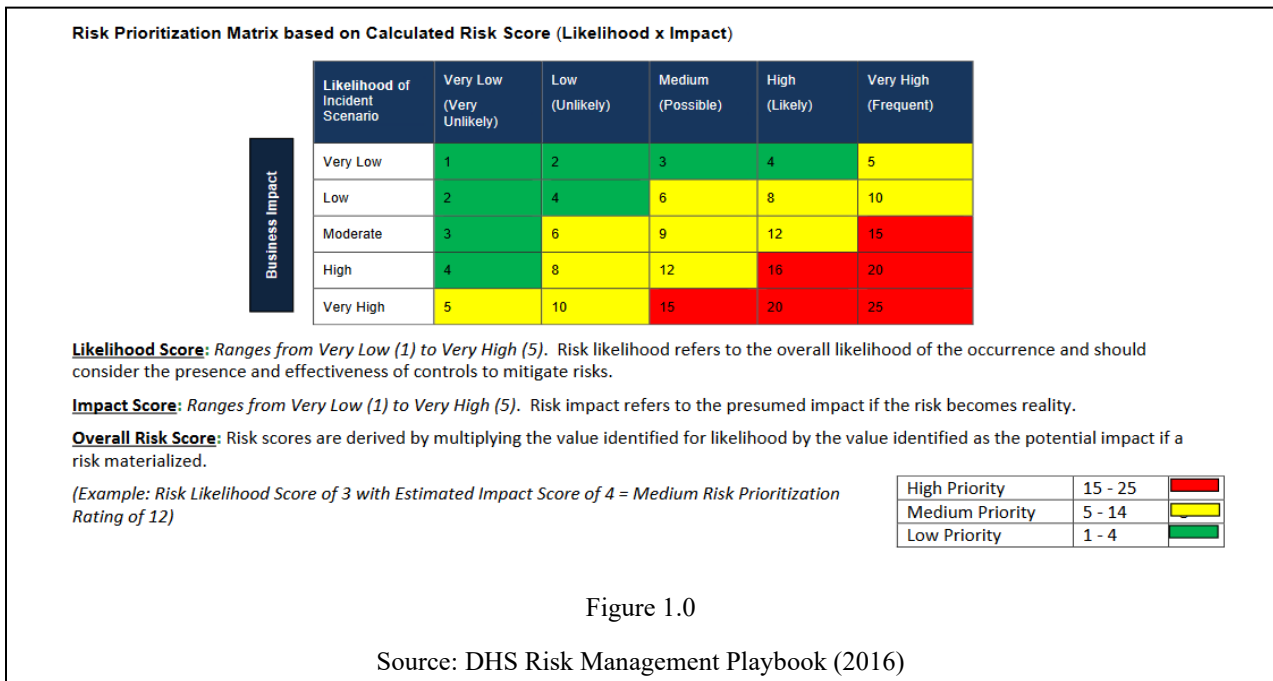 Risk Prioritization Matrix based on Calculated Risk Score (Likelihood x Impact)
Likelihood of Incident Scenario Very Low (Very Unlikely) Low (Unlikely) Medium (Possible) High (Likely) Very High (Frequent)
Business Impact
Very Low 1 2 3 4 5
Low 2 4 6 8 10
Moderate 3 6 9 12 15
High 4 8 12 16 20
Very High 5 10 15 20 25
Likelihood Score: Ranges from Very Low (1) to Very High (5). Risk likelihood refers to the overall likelihood of the occurrence and should
consider the presence and effectiveness of controls to mitigate risks.
Impact Score: Ranges from Very Low (1) to Very High (5). Risk impact refers to the presumed impact if the risk becomes reality.
Overall Risk Score: Risk scores are derived by multiplying the value identified for likelihood by the value identified as the potential impact if a
risk materialized.
(Example: Risk Likelihood Score of 3 with Estimated Impact Score of 4 = Medium Risk Prioritization
Rating of 12)
High Priority 15 - 25
Medium Priority 5 - 14
Low Priority 1 - 4
Figure 1.0
Source: DHS Risk Management Playbook (2016)